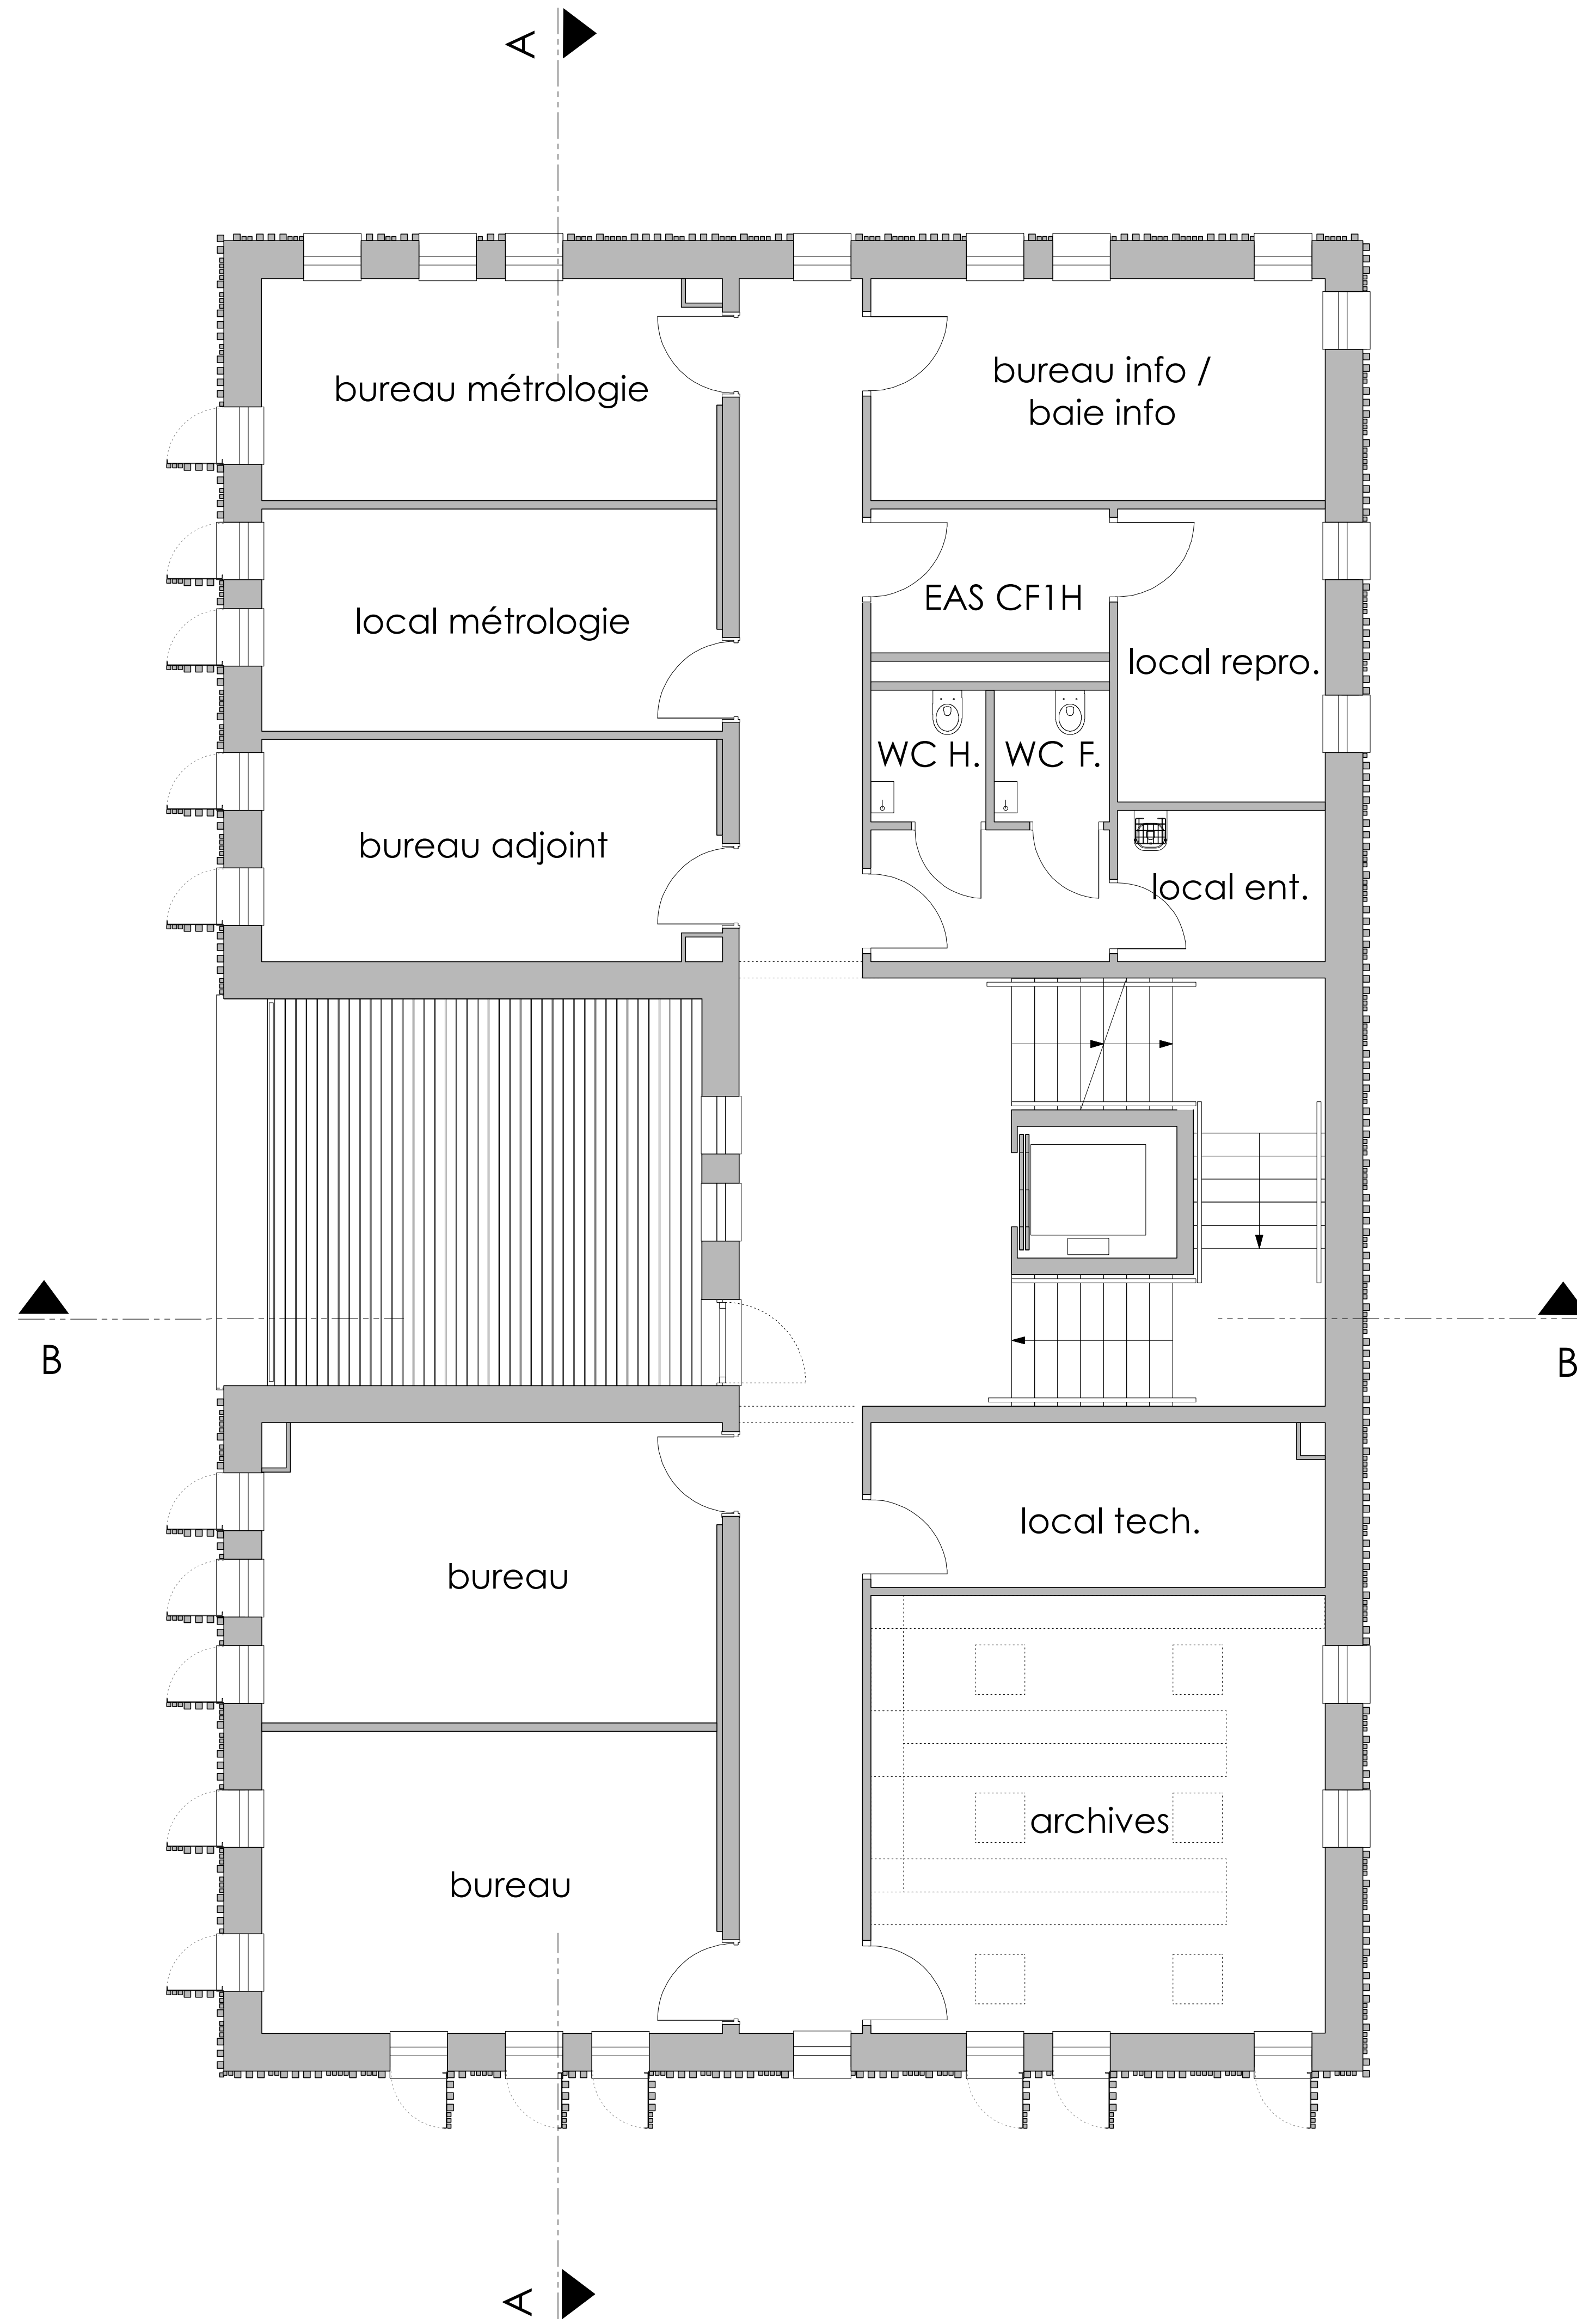 A
bureau métrologie
bureau info /
baie info
local métrologie
EAS CF1H
local repro.
WC H.
WC F.
bureau adjoint
local ent.
B
B
local tech.
bureau
archives
bureau
A